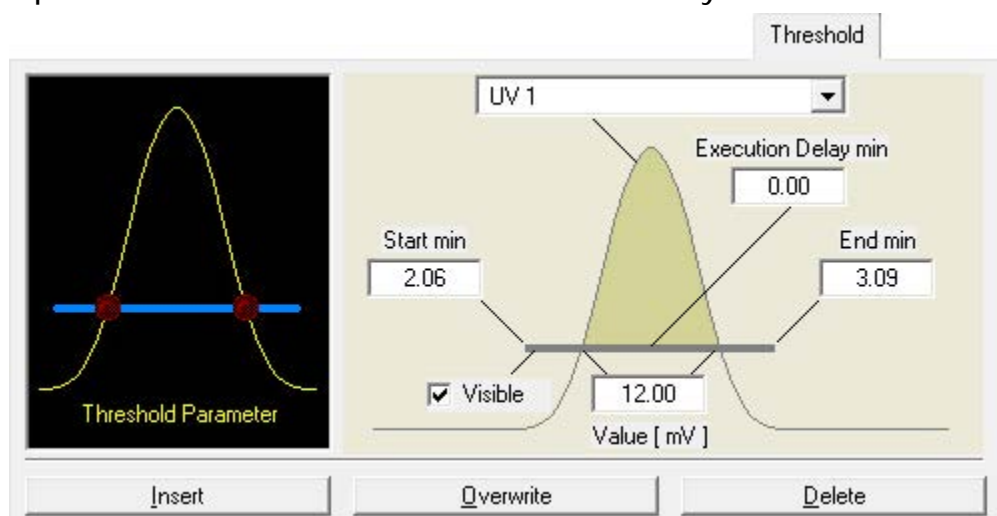 Threshold
UV 1
Execution Delay min
0.00
Start min
End min
2.06
3.09
Visible
12.00
Threshold Parameter
Value [ mV ]
Insert
Overwrite
Delete